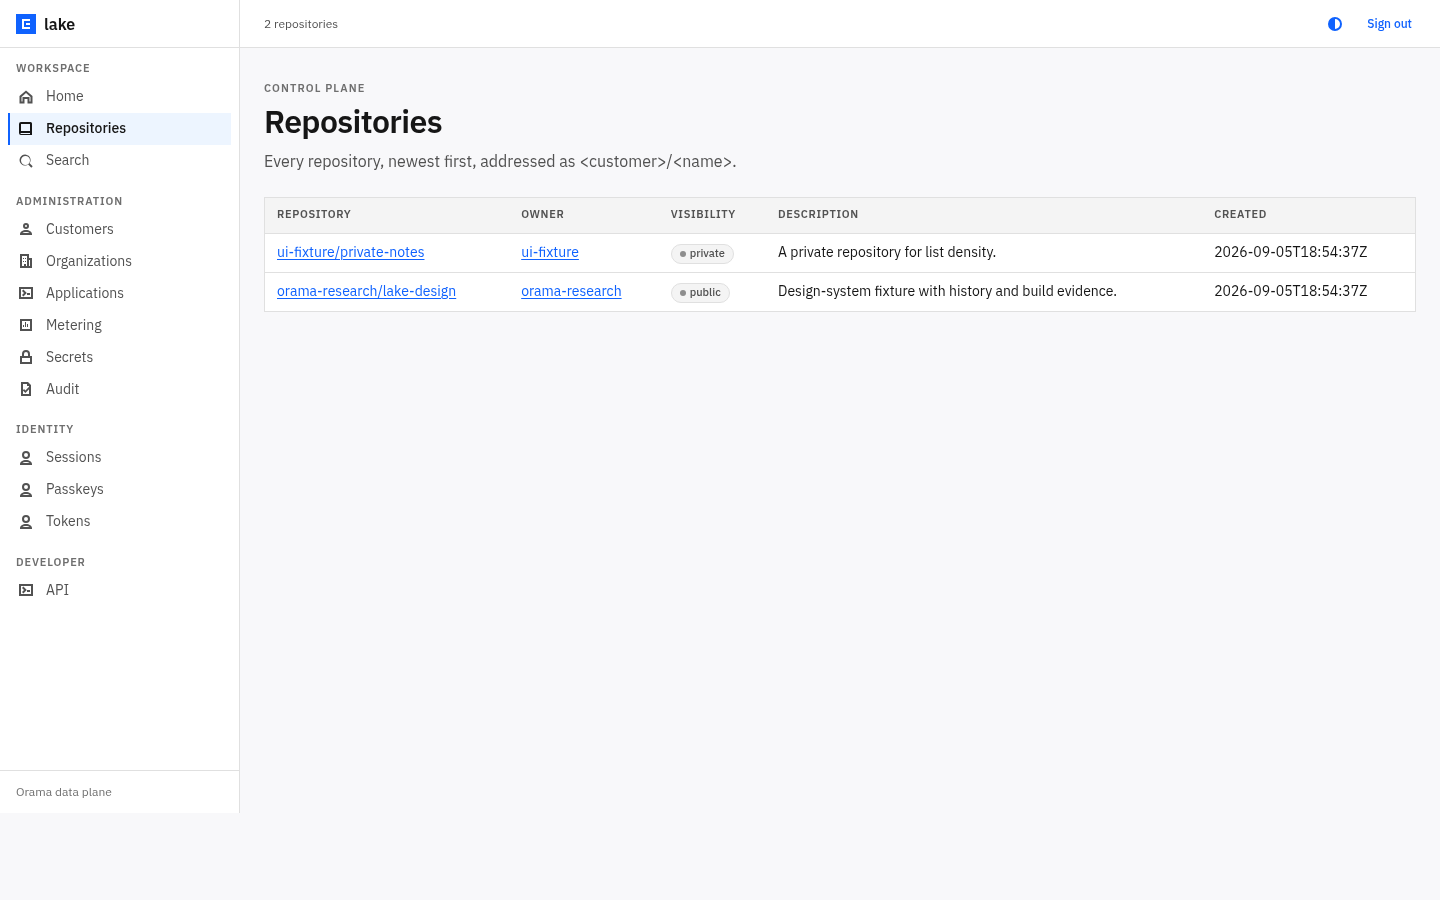 lake
2 repositories
Sign out
WORKSPACE
Home
Repositories
Search
ADMINISTRATION
Customers
Organizations
Applications
Metering
Secrets
Audit
IDENTITY
Sessions
Passkeys
Tokens
DEVELOPER
API
Orama data plane
CONTROL PLANE
Repositories
Every repository, newest first, addressed as <customer>/<name>.
REPOSITORY OWNER VISIBILITY DESCRIPTION CREATED
ui-fixture/private-notes ui-fixture private A private repository for list density. 2026-09-05T18:54:37Z
orama-research/lake-design orama-research public Design-system fixture with history and build evidence. 2026-09-05T18:54:37Z